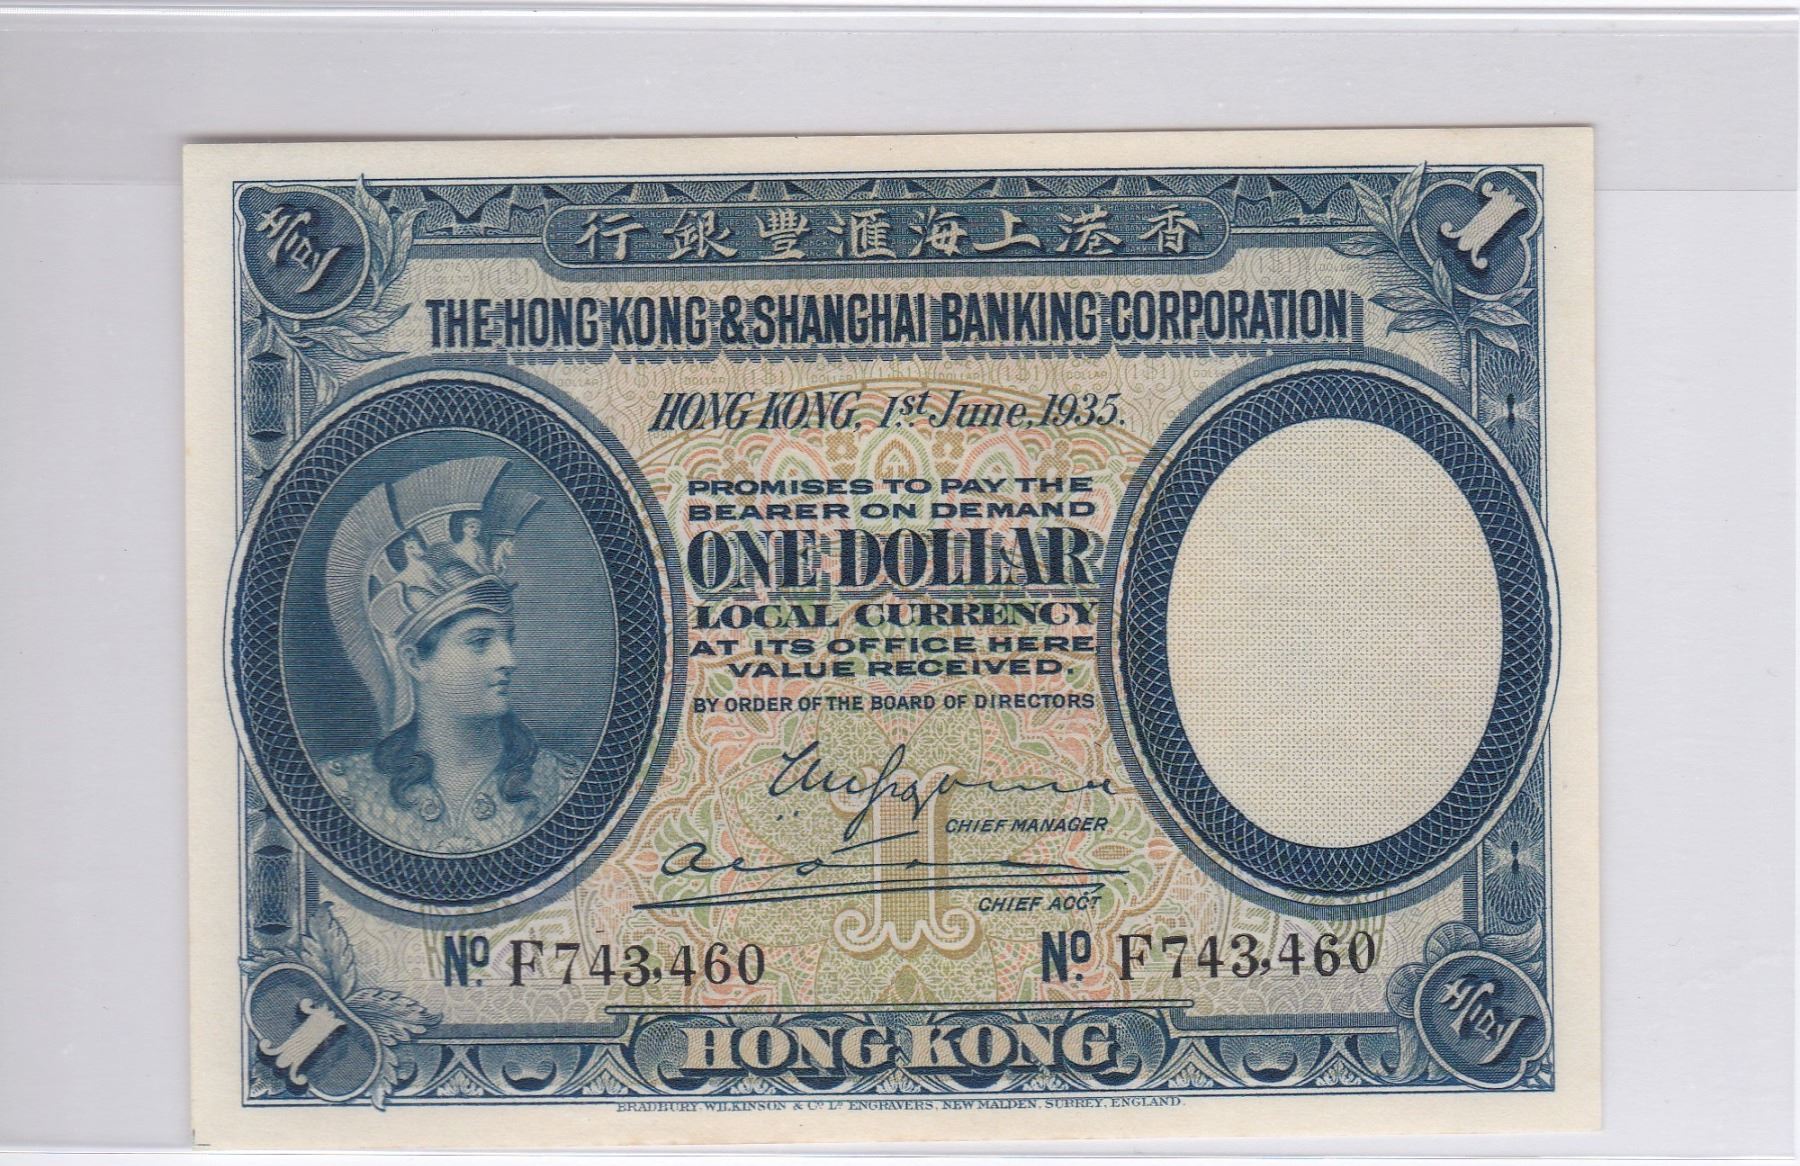 香港上海滙豐銀行
1
THE HONG KONG & SHANGHAI BANKING CORPORATION
HONG KONG, 1st June, 1935.
PROMISES TO PAY THE
BEARER ON DEMAND
ONE DOLLAR
LOCAL CURRENCY
AT ITS OFFICE HERE
VALUE RECEIVED.
BY ORDER OF THE BOARD OF DIRECTORS
CHIEF MANAGER
CHIEF ACCT
1
No. F743,460 No. F743,460
1
HONG KONG
BRADBURY, WILKINSON & Co. Ld. ENGRAVERS, NEW MALDEN, SURREY, ENGLAND.